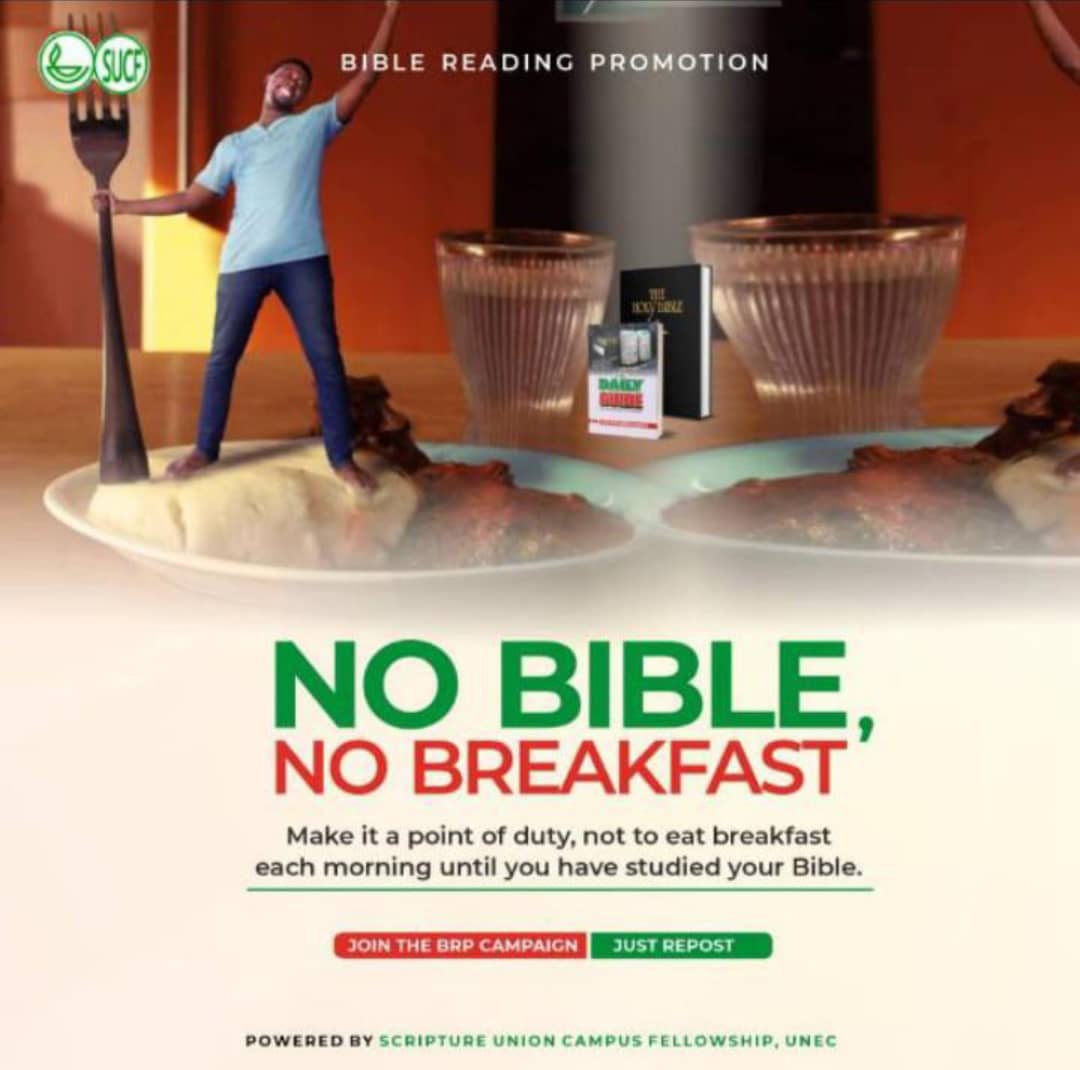 SUCF
BIBLE READING PROMOTION
THE
HOLY BIBLE
DAILY
GUIDE
NO BIBLE,
NO BREAKFAST
Make it a point of duty, not to eat breakfast
each morning until you have studied your Bible.
JOIN THE BRP CAMPAIGN JUST REPOST
POWERED BY SCRIPTURE UNION CAMPUS FELLOWSHIP, UNEC